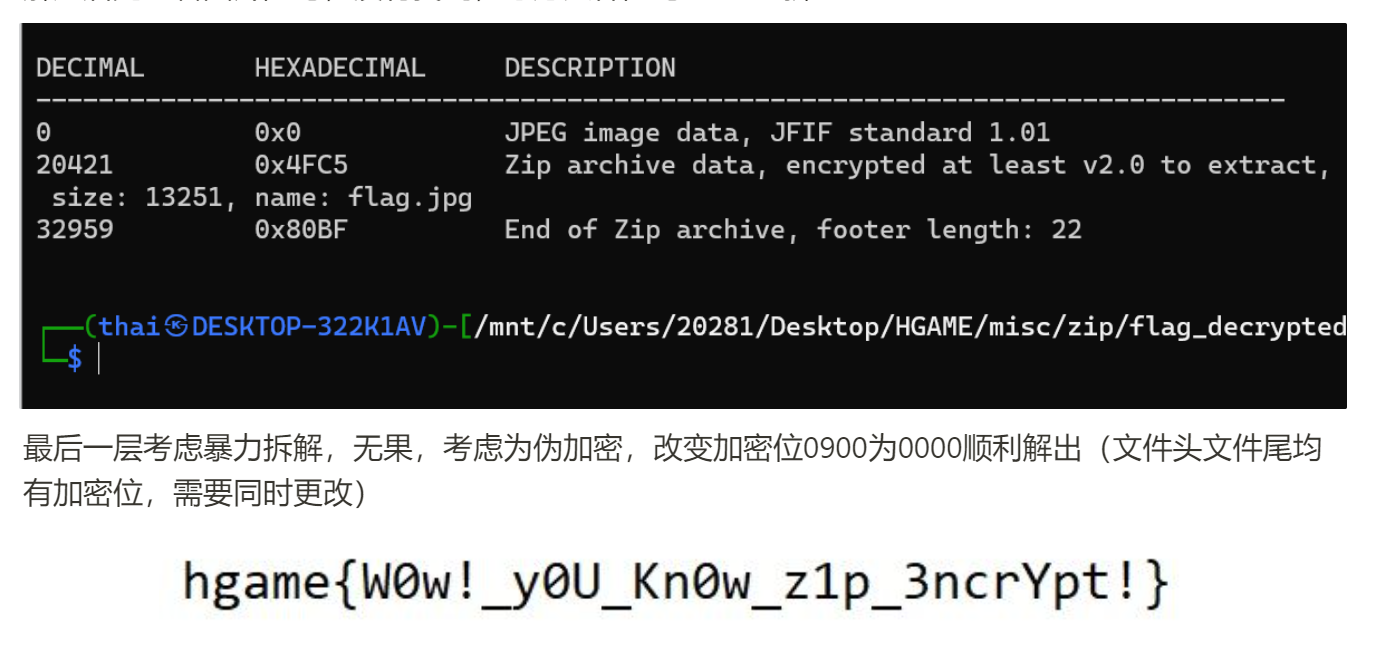 DECIMAL HEXADECIMAL DESCRIPTION
--------------------------------------------------------------------------------
0 0x0 JPEG image data, JFIF standard 1.01
20421 0x4FC5 Zip archive data, encrypted at least v2.0 to extract,
size: 13251, name: flag.jpg
32959 0x80BF End of Zip archive, footer length: 22
┌──(thai㉿DESKTOP-322K1AV)-[/mnt/c/Users/20281/Desktop/HGAME/misc/zip/flag_decrypted
└─$
最后一层考虑暴力拆解，无果，考虑为伪加密，改变加密位0900为0000顺利解出（文件头文件尾均
有加密位，需要同时更改）
hgame{W0w!_y0U_Kn0w_z1p_3ncrYpt!}